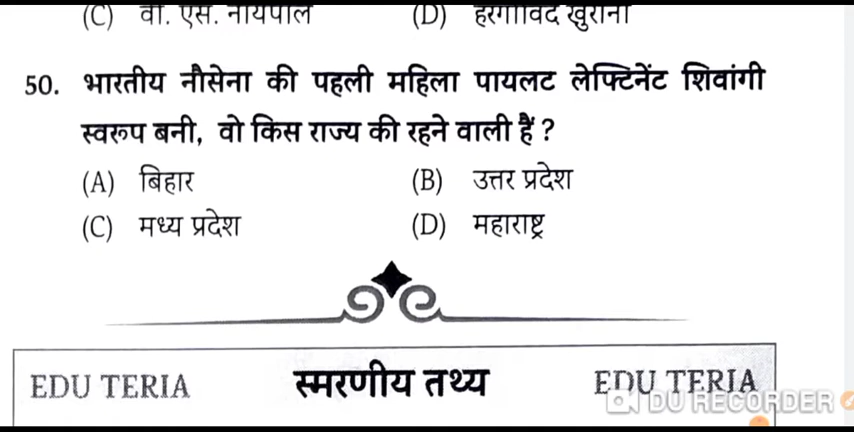 (C) वी. एस. नायपॉल (D) हरगोविंद खुराना
50. भारतीय नौसेना की पहली महिला पायलट लेफ्टिनेंट शिवांगी
स्वरूप बनी, वो किस राज्य की रहने वाली हैं ?
(A) बिहार (B) उत्तर प्रदेश
(C) मध्य प्रदेश (D) महाराष्ट्र
EDU TERIA स्मरणीय तथ्य EDU TERIA
DU RECORDER